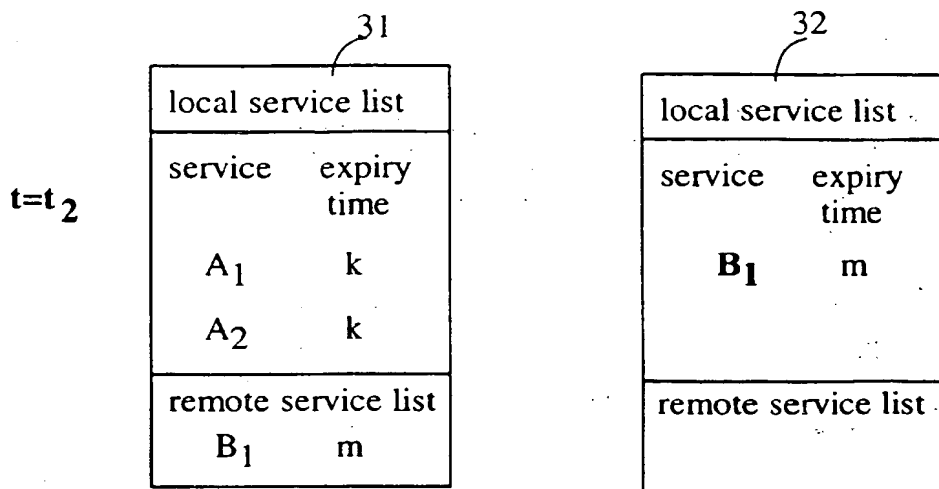 31
local service list
service expiry
time
t=t2
A1 k
A2 k
remote service list
B1 m
32
local service list
service expiry
time
B1 m
remote service list